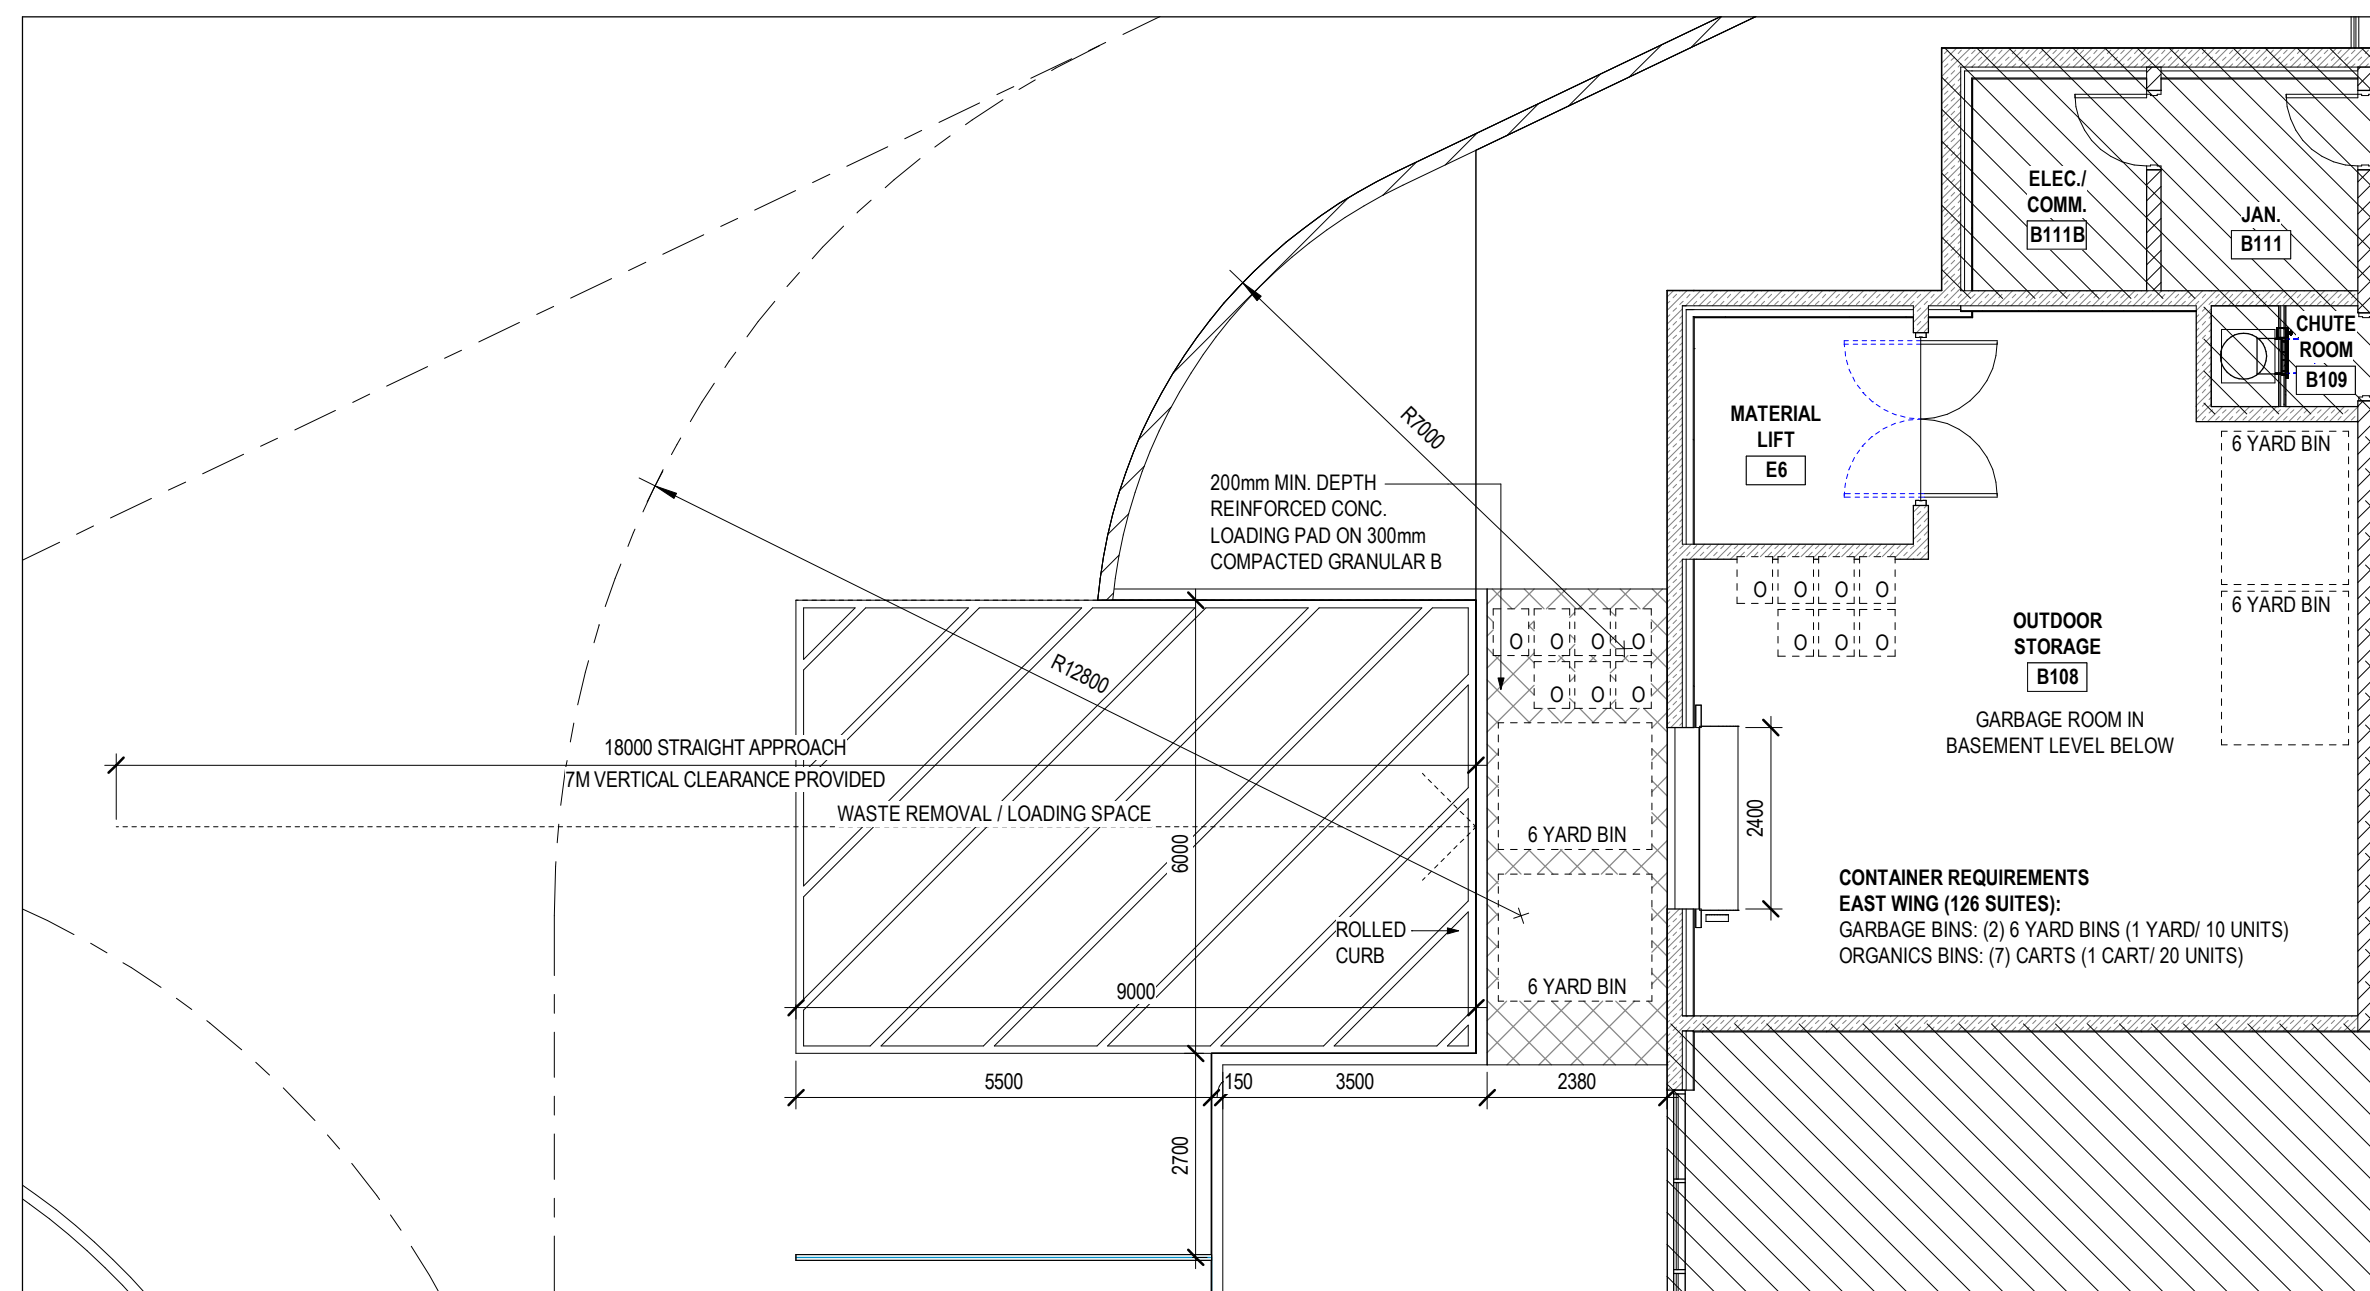 ELEC./
COMM.
B111B
JAN.
B111
CHUTE
ROOM
B109
MATERIAL
LIFT
E6
R7000
6 YARD BIN
200mm MIN. DEPTH
REINFORCED CONC.
LOADING PAD ON 300mm
COMPACTED GRANULAR B
6 YARD BIN
OUTDOOR
STORAGE
B108
GARBAGE ROOM IN
BASEMENT LEVEL BELOW
O O O O
O O O
O O O O
O O O
R12800
18000 STRAIGHT APPROACH
7M VERTICAL CLEARANCE PROVIDED
WASTE REMOVAL / LOADING SPACE
6000
6 YARD BIN
2400
ROLLED
CURB
9000
6 YARD BIN
CONTAINER REQUIREMENTS
EAST WING (126 SUITES):
GARBAGE BINS: (2) 6 YARD BINS (1 YARD/ 10 UNITS)
ORGANICS BINS: (7) CARTS (1 CART/ 20 UNITS)
5500
150
3500
2380
2700